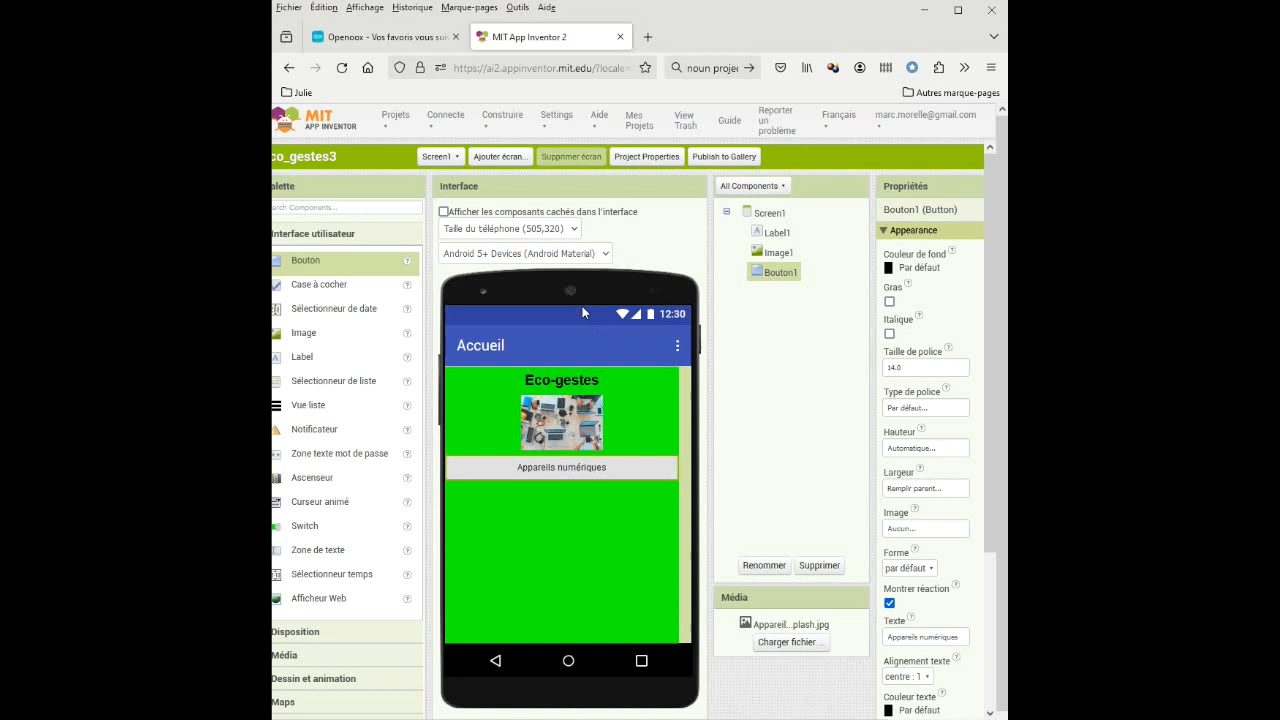 Fichier Édition Affichage Historique Marque-pages Outils Aide
Openoox - Vos favoris vous sui
MIT App Inventor 2
https://ai2.appinventor.mit.edu/?locale=
noun proje
Julie
Autres marque-pages
MIT
APP INVENTOR
Projets
Connecte
Construire
Settings
Aide
Mes
Projets
View
Trash
Guide
Reporter
un
problème
Français
marc.morelle@gmail.com
co_gestes3
Screen1
Ajouter écran...
Supprimer écran
Project Properties
Publish to Gallery
alette
earch Components...
Interface utilisateur
Bouton
Case à cocher
Sélectionneur de date
Image
Label
Sélectionneur de liste
Vue liste
Notificateur
Zone texte mot de passe
Ascenseur
Curseur animé
Switch
Zone de texte
Sélectionneur temps
Afficheur Web
Disposition
Média
Dessin et animation
Maps
Interface
Afficher les composants cachés dans l'interface
Taille du téléphone (505,320)
Android 5+ Devices (Android Material)
12:30
Accueil
Eco-gestes
Appareils numériques
All Components
Screen1
Label1
Image1
Bouton1
Renommer
Supprimer
Média
Appareil...plash.jpg
Charger fichier ...
Propriétés
Bouton1 (Button)
Appearance
Couleur de fond
Par défaut
Gras
Italique
Taille de police
14.0
Type de police
Par défaut...
Hauteur
Automatique...
Largeur
Remplir parent...
Image
Aucun...
Forme
par défaut
Montrer réaction
Texte
Appareils numériques
Alignement texte
centre : 1
Couleur texte
Par défaut